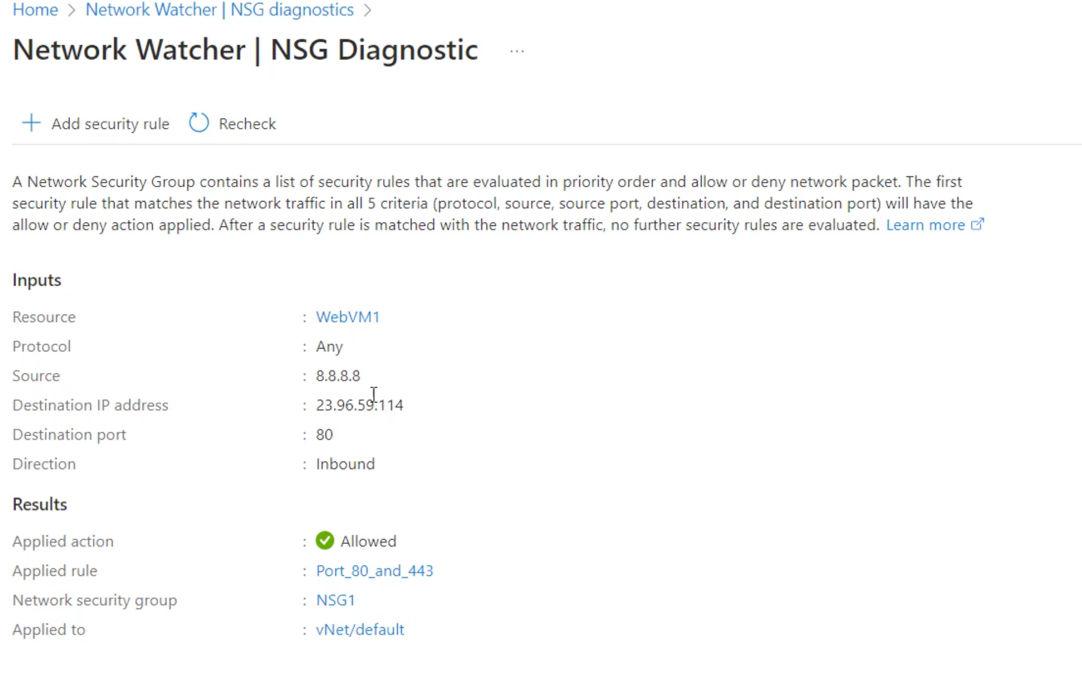 Home > Network Watcher | NSG diagnostics >
Network Watcher | NSG Diagnostic ...
+ Add security rule Recheck
A Network Security Group contains a list of security rules that are evaluated in priority order and allow or deny network packet. The first
security rule that matches the network traffic in all 5 criteria (protocol, source, source port, destination, and destination port) will have the
allow or deny action applied. After a security rule is matched with the network traffic, no further security rules are evaluated. Learn more
Inputs
Resource : WebVM1
Protocol : Any
Source : 8.8.8.8
Destination IP address : 23.96.59.114
Destination port : 80
Direction : Inbound
Results
Applied action : Allowed
Applied rule : Port_80_and_443
Network security group : NSG1
Applied to : vNet/default